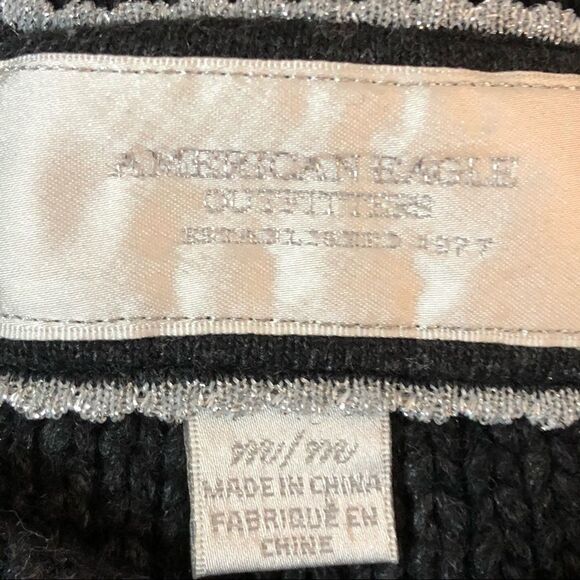 AMERICAN EAGLE
OUTFITTERS
ESTABLISHED 1977
m/m
MADE IN CHINA
FABRIQUÉ EN
CHINE